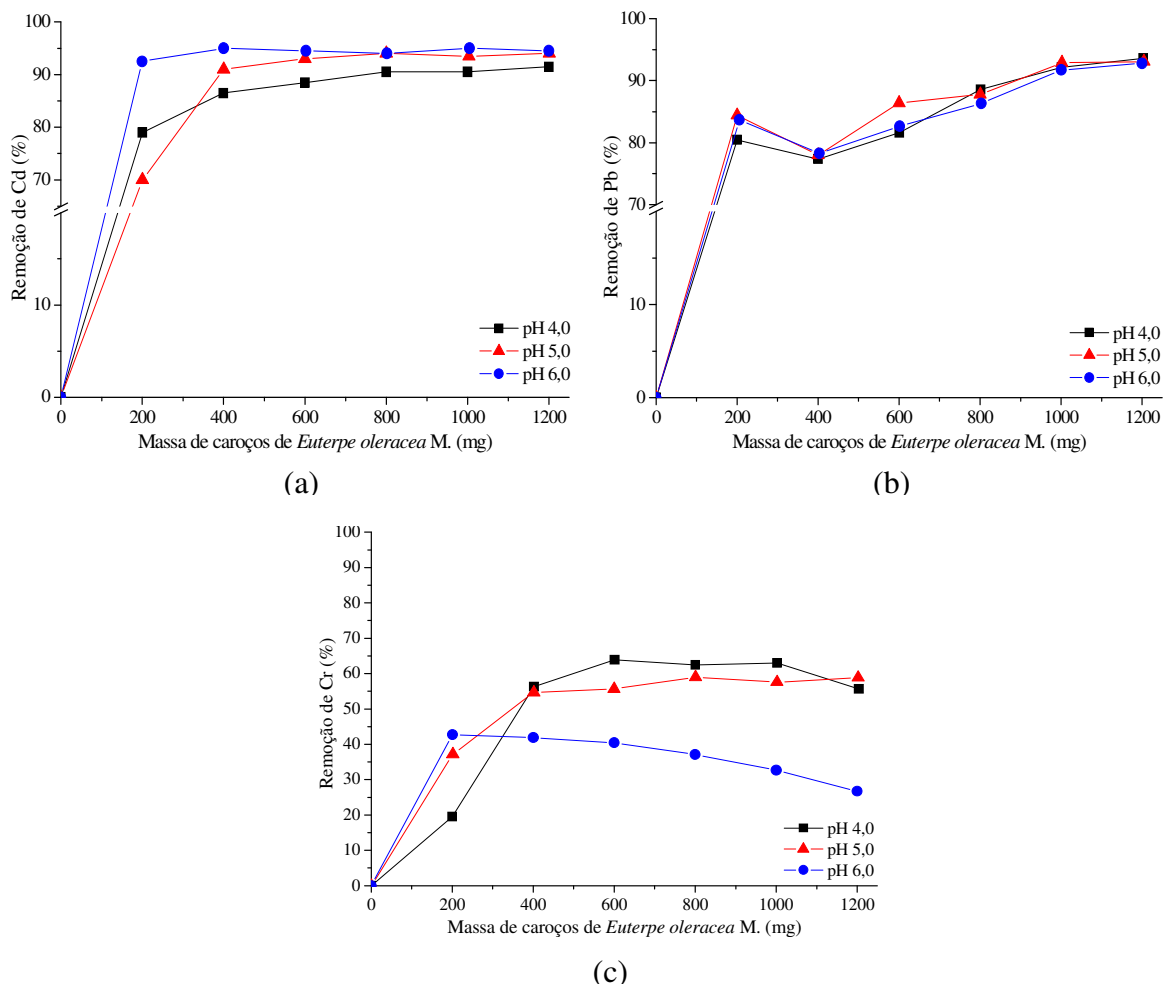 100
90
80
70
10
0
Remoção de Cd (%)
pH 4,0
pH 5,0
pH 6,0
0 200 400 600 800 1000 1200
Massa de caroços de Euterpe oleracea M. (mg)
(a)
100
90
80
70
10
0
Remoção de Pb (%)
pH 4,0
pH 5,0
pH 6,0
0 200 400 600 800 1000 1200
Massa de caroços de Euterpe oleracea M. (mg)
(b)
100
90
80
70
60
50
40
30
20
10
0
Remoção de Cr (%)
pH 4,0
pH 5,0
pH 6,0
0 200 400 600 800 1000 1200
Massa de caroços de Euterpe oleracea M. (mg)
(c)